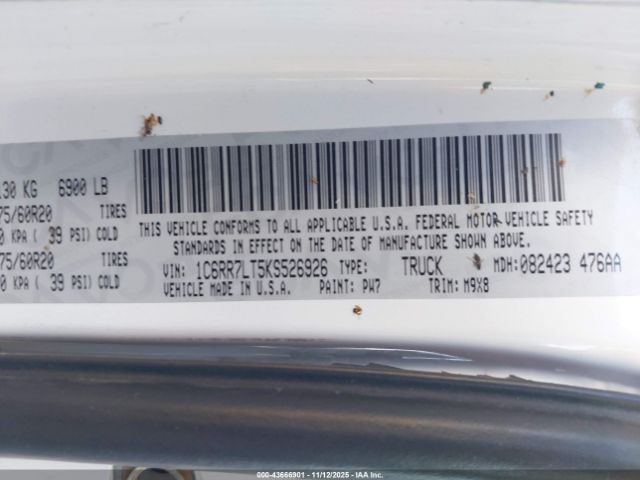 .30 KG 6900 LB
75/60R20 TIRES
0 KPA ( 39 PSI) COLD
75/60R20 TIRES
0 KPA ( 39 PSI) COLD
THIS VEHICLE CONFORMS TO ALL APPLICABLE U.S.A. FEDERAL MOTOR VEHICLE SAFETY
STANDARDS IN EFFECT ON THE DATE OF MANUFACTURE SHOWN ABOVE.
VIN: 1C6RR7LT5KS526926 TYPE: TRUCK MDH: 082423 476AA
VEHICLE MADE IN U.S.A. PAINT: PW7 TRIM: M9X8
000-43666901 - 11/12/2025 - IAA Inc.